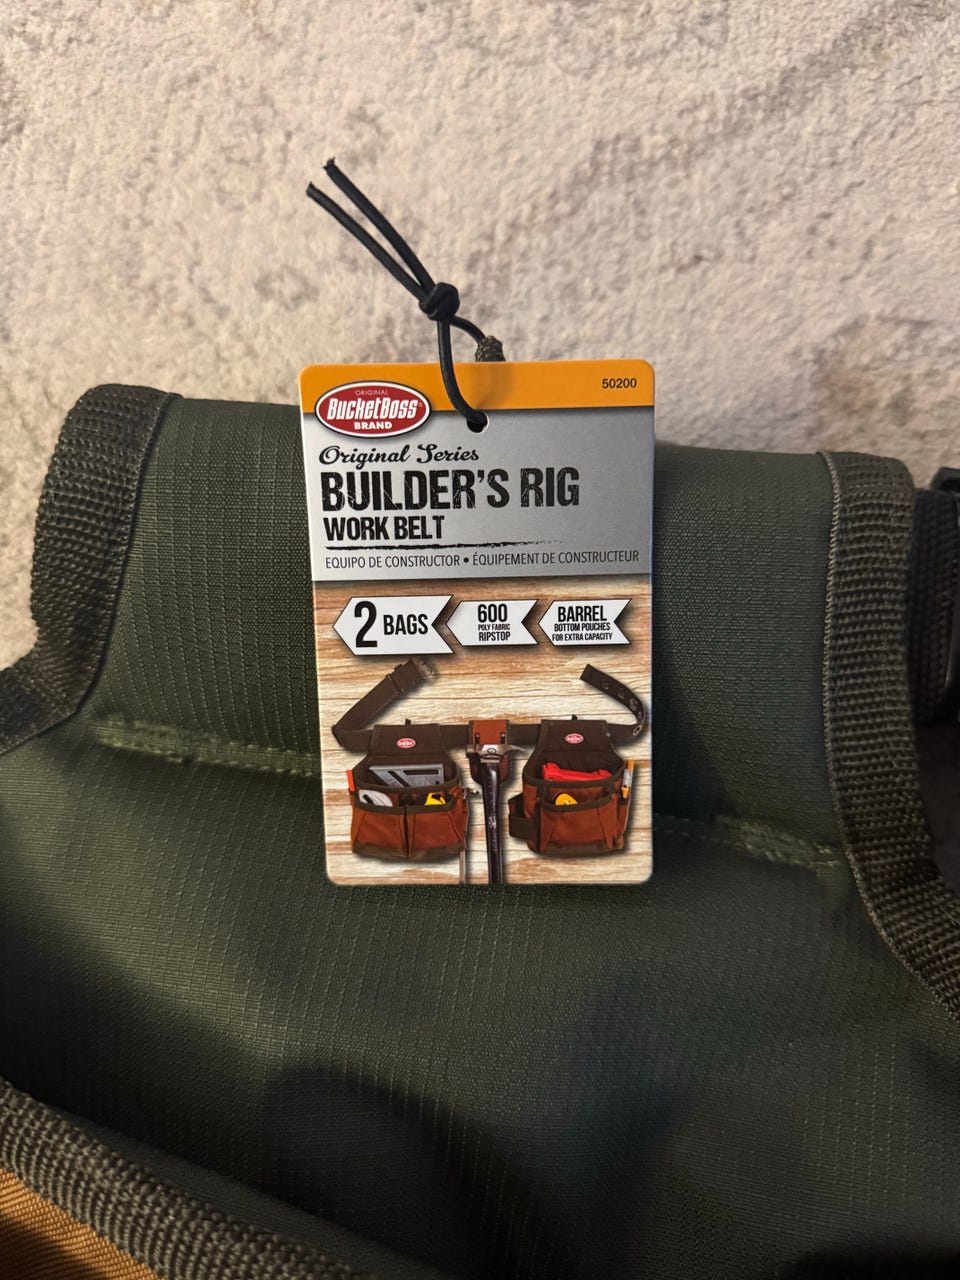 50200
ORIGINAL
BUCKETBOSS®
BRAND
Original Series
BUILDER'S RIG
WORK BELT
EQUIPO DE CONSTRUCTOR • ÉQUIPEMENT DE CONSTRUCTEUR
2 BAGS
600
POLY FABRIC
RIPSTOP
BARREL
BOTTOM POUCHES
FOR EXTRA CAPACITY